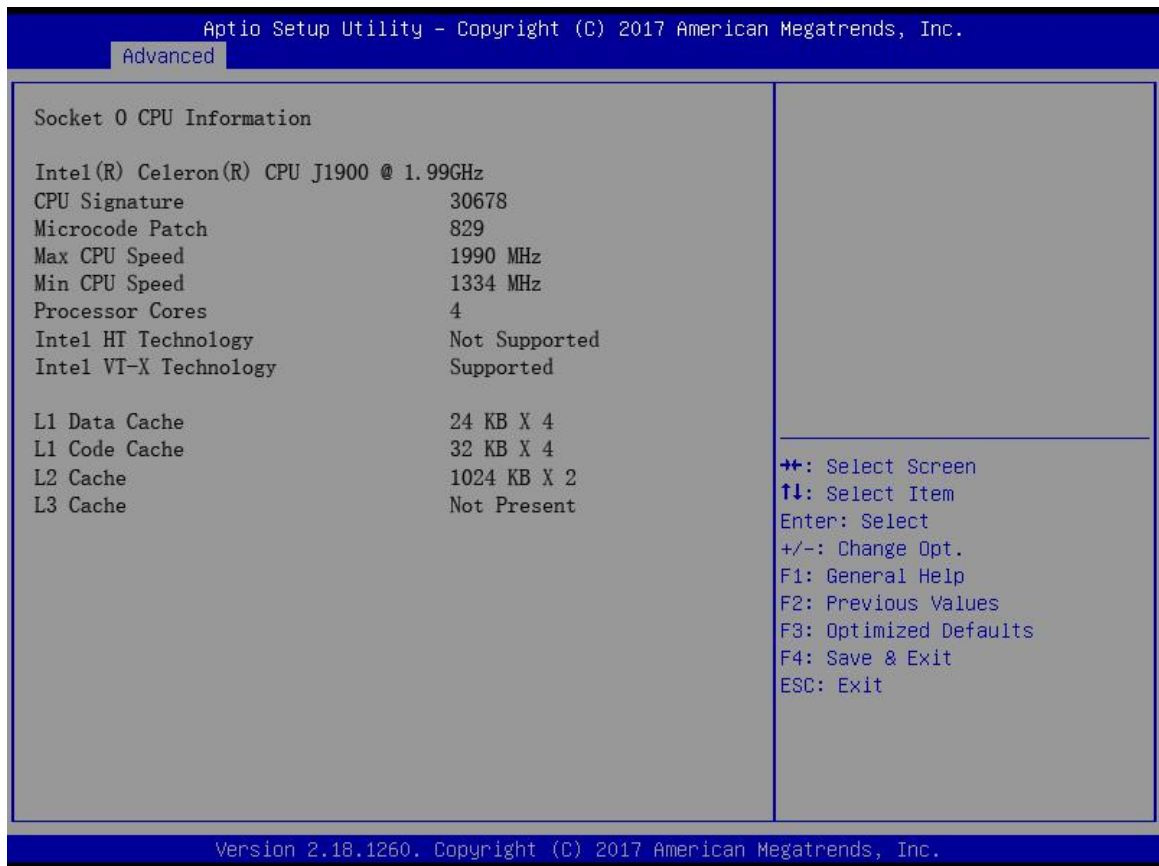 Aptio Setup Utility – Copyright (C) 2017 American Megatrends, Inc.
Advanced
Socket 0 CPU Information
Intel(R) Celeron(R) CPU J1900 @ 1.99GHz
CPU Signature 30678
Microcode Patch 829
Max CPU Speed 1990 MHz
Min CPU Speed 1334 MHz
Processor Cores 4
Intel HT Technology Not Supported
Intel VT-X Technology Supported
L1 Data Cache 24 KB X 4
L1 Code Cache 32 KB X 4
L2 Cache 1024 KB X 2
L3 Cache Not Present
→←: Select Screen
↑↓: Select Item
Enter: Select
+/-: Change Opt.
F1: General Help
F2: Previous Values
F3: Optimized Defaults
F4: Save & Exit
ESC: Exit
Version 2.18.1260. Copyright (C) 2017 American Megatrends, Inc.